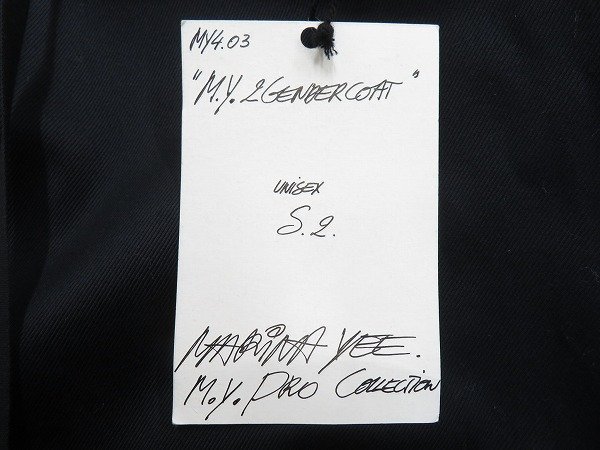 MY4.03
"M.Y. 2GENDERCOAT"
UNISEX
S.2.
MARiNA YEE.
M.Y. PRO COLLECTION